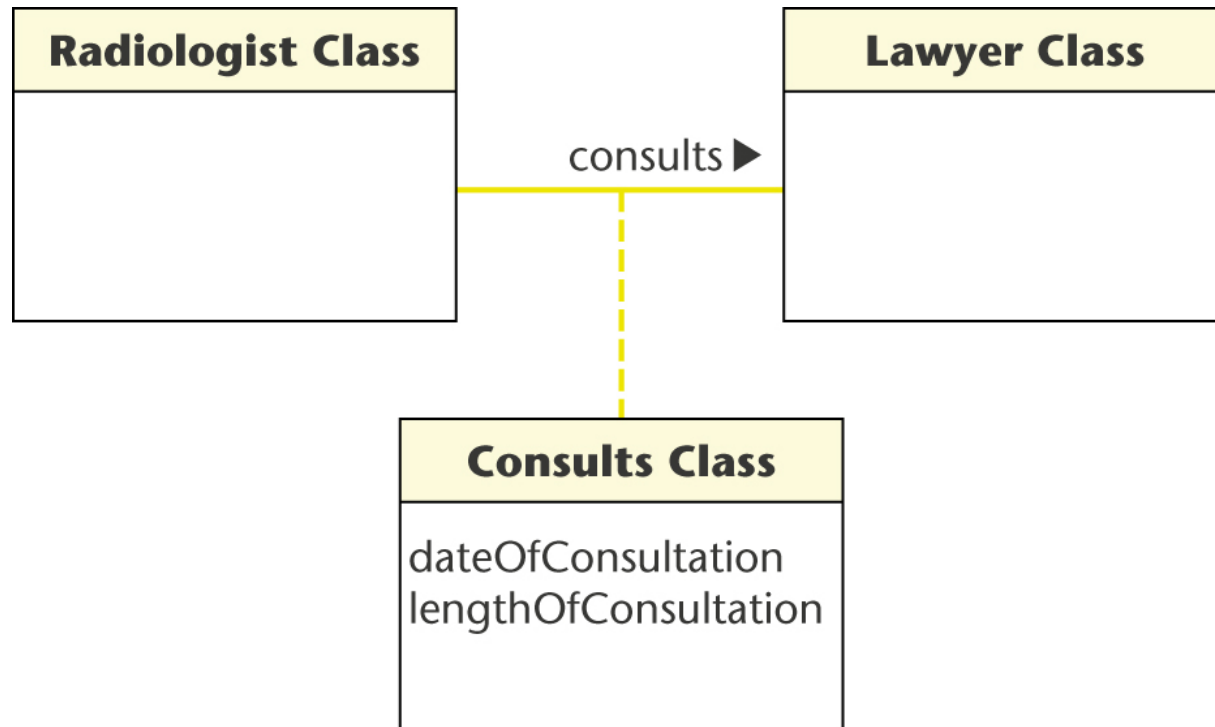 Radiologist Class
Lawyer Class
consults ▶
Consults Class
dateOfConsultation
lengthOfConsultation